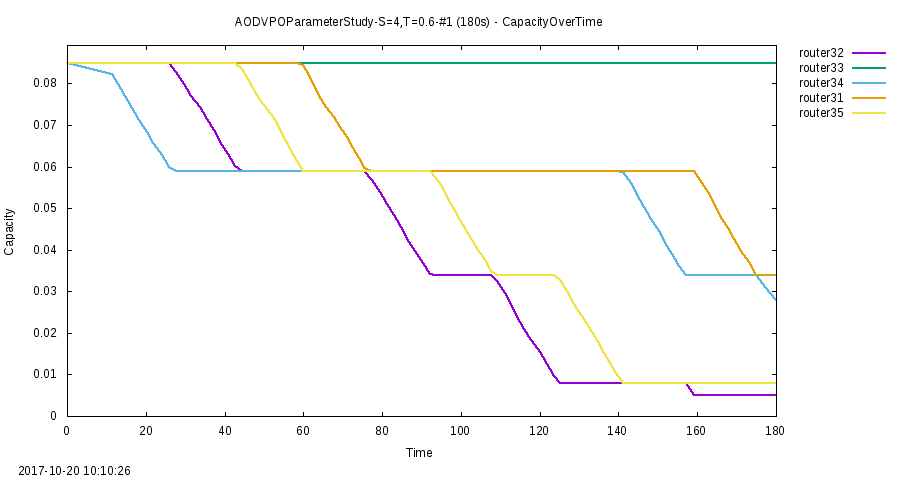 AODVPOParameterStudy-S=4,T=0.6-#1 (180s) - CapacityOverTime
router32
router33
router34
router31
router35
0.08
0.07
0.06
0.05
0.04
0.03
0.02
0.01
0
Capacity
0 20 40 60 80 100 120 140 160 180
Time
2017-10-20 10:10:26